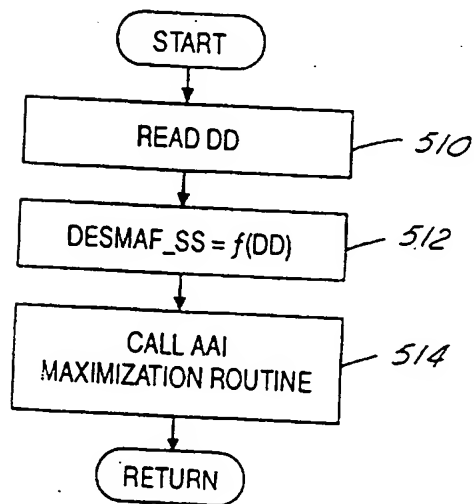 START
READ DD
510
DESMAF_SS = f(DD)
512
CALL AAI
MAXIMIZATION ROUTINE
514
RETURN